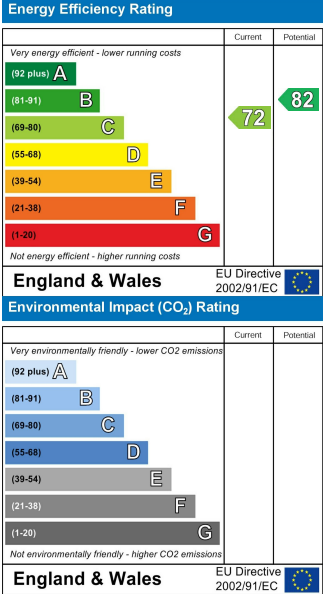 Energy Efficiency Rating
Current Potential
Very energy efficient - lower running costs
(92 plus) A
(81-91) B
(69-80) C
(55-68) D
(39-54) E
(21-38) F
(1-20) G
72
82
Not energy efficient - higher running costs
England & Wales
EU Directive
2002/91/EC
Environmental Impact (CO₂) Rating
Current Potential
Very environmentally friendly - lower CO2 emissions
(92 plus) A
(81-91) B
(69-80) C
(55-68) D
(39-54) E
(21-38) F
(1-20) G
Not environmentally friendly - higher CO2 emissions
England & Wales
EU Directive
2002/91/EC